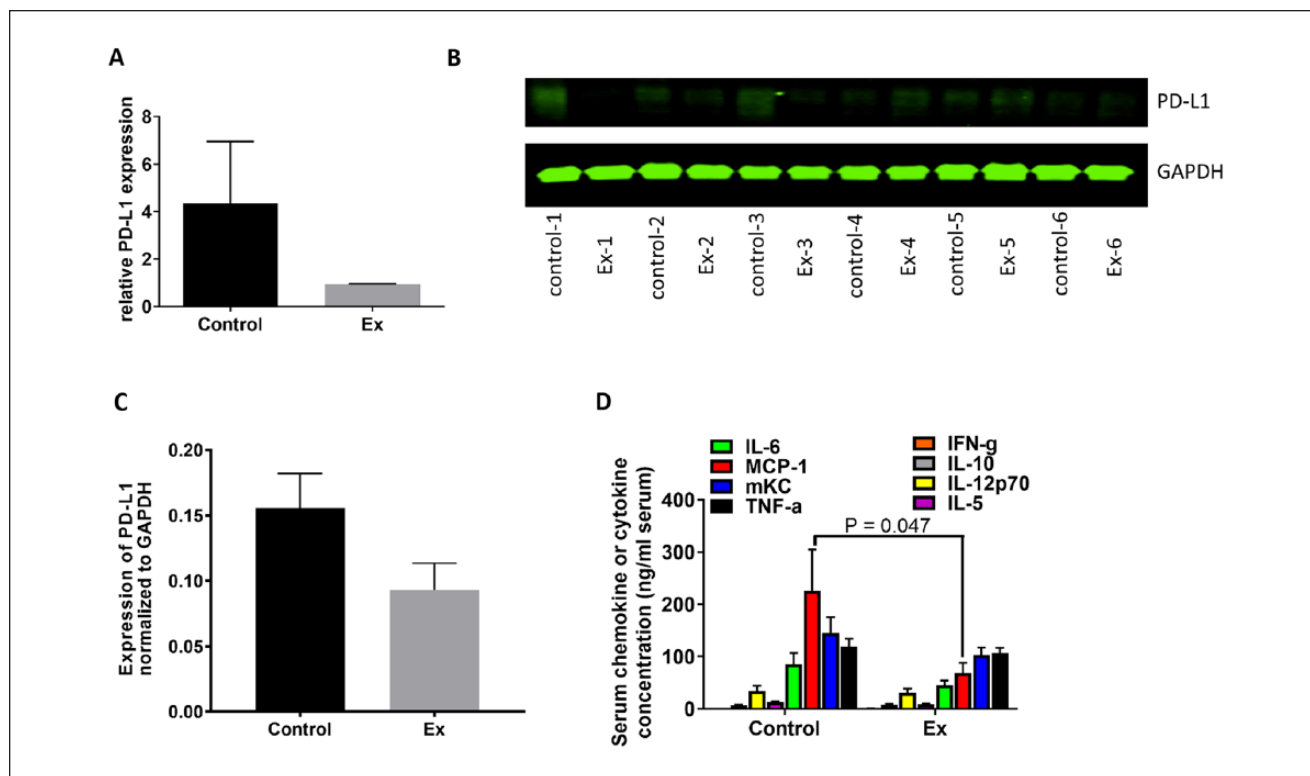 A
relative PD-L1 expression
8
6
4
2
0
Control Ex
B
PD-L1
GAPDH
control-1 Ex-1 control-2 Ex-2 control-3 Ex-3 control-4 Ex-4 control-5 Ex-5 control-6 Ex-6
C
Expression of PD-L1
normalized to GAPDH
0.20
0.15
0.10
0.05
0.00
Control Ex
D
IL-6
MCP-1
mKC
TNF-a
IFN-g
IL-10
IL-12p70
IL-5
Serum chemokine or cytokine
concentration (ng/ml serum)
400
300
200
100
0
P = 0.047
Control Ex